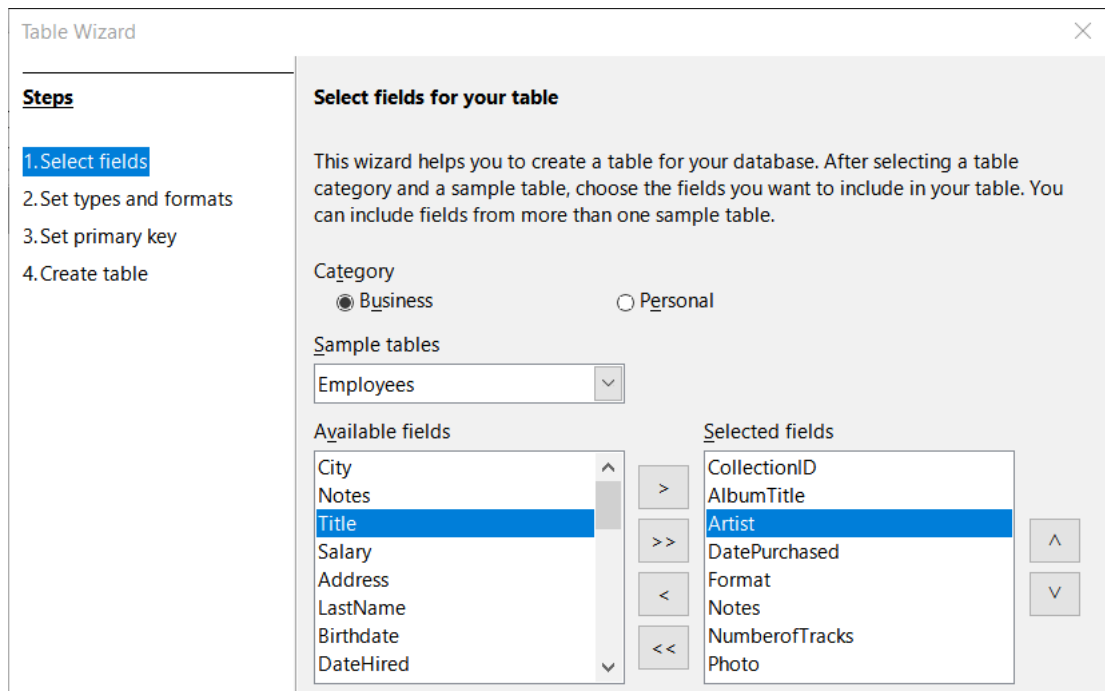 Table Wizard
Steps
1.Select fields
2.Set types and formats
3.Set primary key
4.Create table
Select fields for your table
This wizard helps you to create a table for your database. After selecting a table
category and a sample table, choose the fields you want to include in your table. You
can include fields from more than one sample table.
Category
Business
Personal
Sample tables
Employees
Available fields
City
Notes
Title
Salary
Address
LastName
Birthdate
DateHired
>
>>
<
<<
Selected fields
CollectionID
AlbumTitle
Artist
DatePurchased
Format
Notes
NumberofTracks
Photo